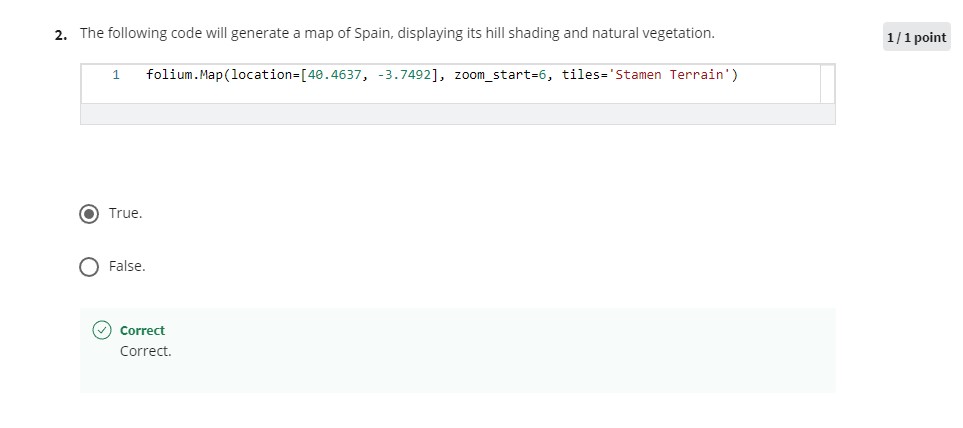 2. The following code will generate a map of Spain, displaying its hill shading and natural vegetation.
1 / 1 point
1 folium.Map(location=[40.4637, -3.7492], zoom_start=6, tiles='Stamen Terrain')
True.
False.
Correct
Correct.